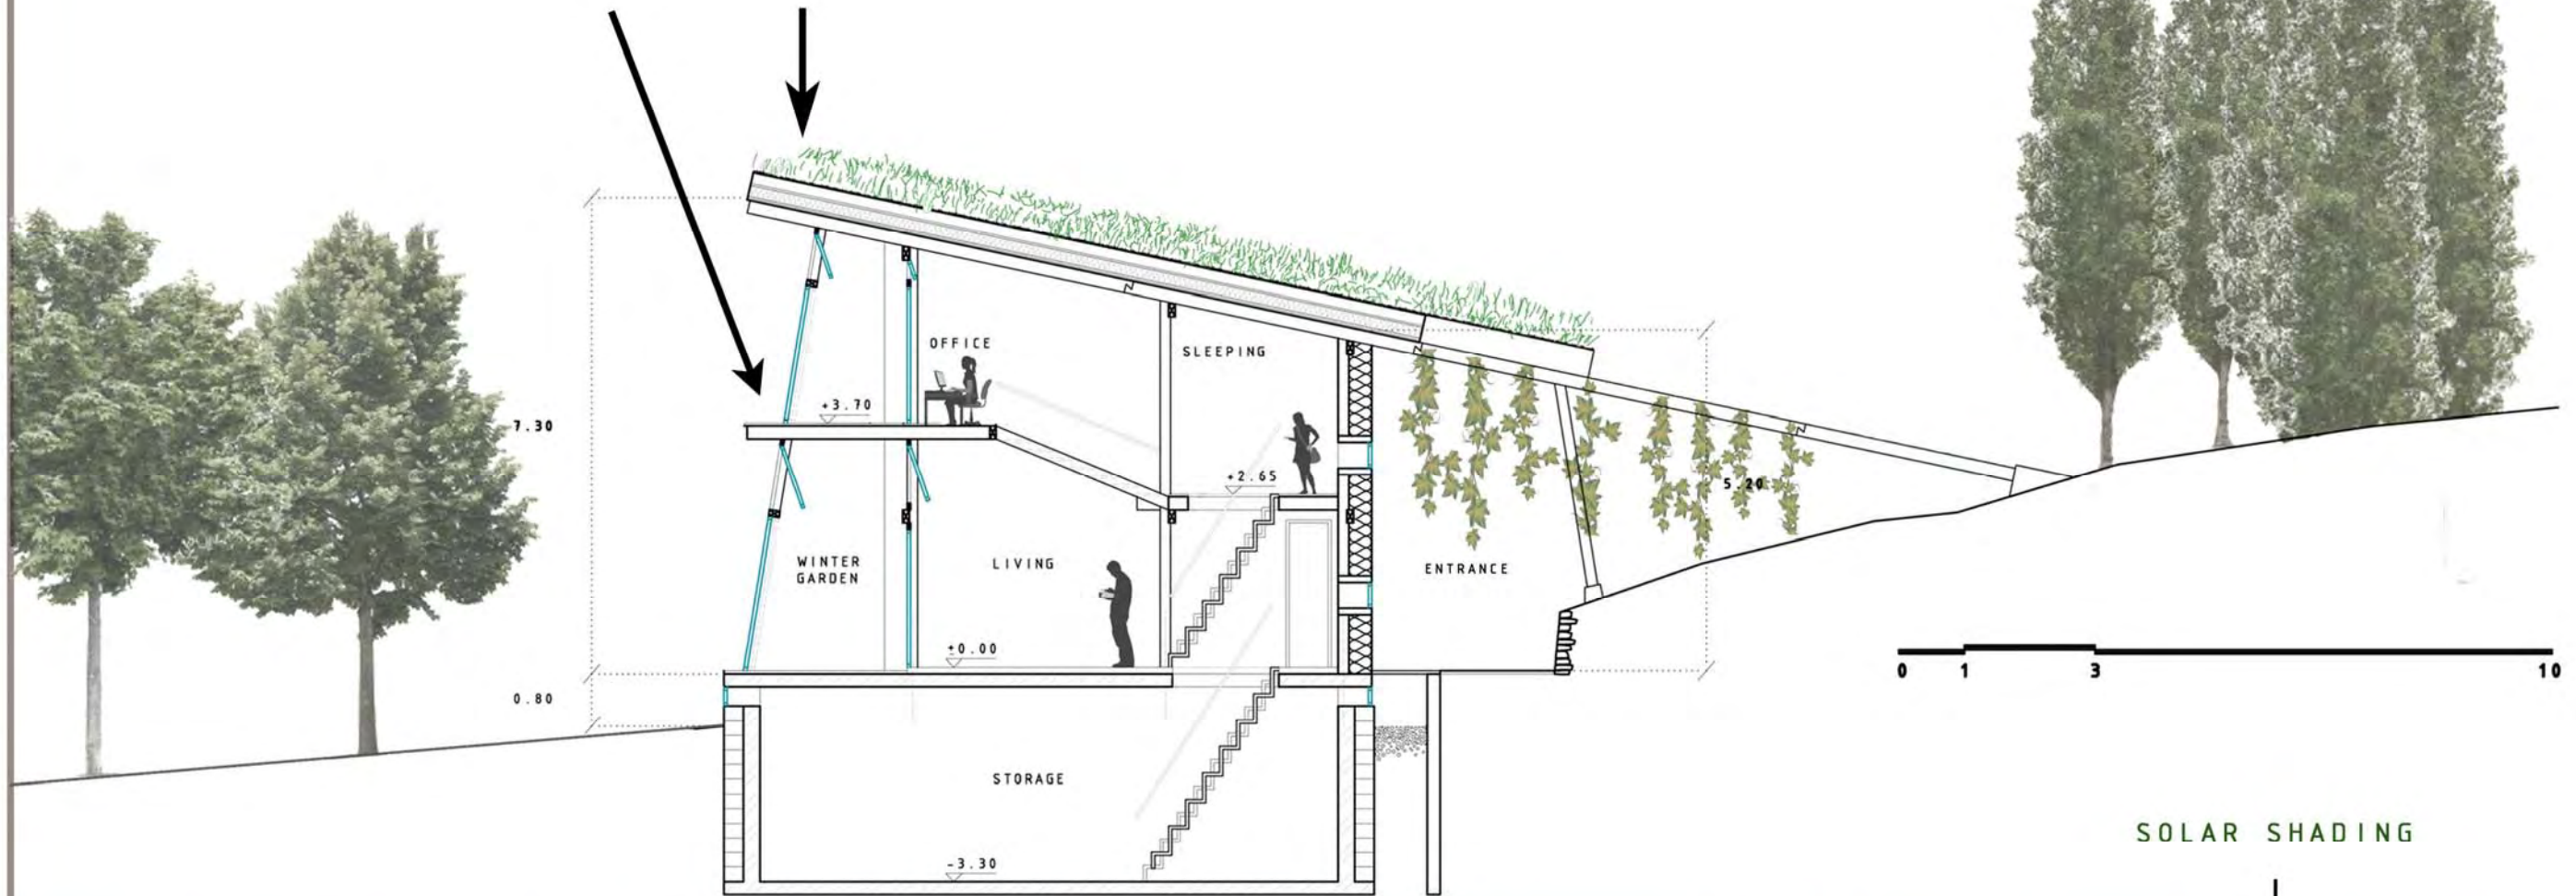 OFFICE
SLEEPING
+3.70
7.30
+2.65
5.20
WINTER
GARDEN
LIVING
ENTRANCE
±0.00
0 1 3 10
0.80
STORAGE
SOLAR SHADING
-3.30